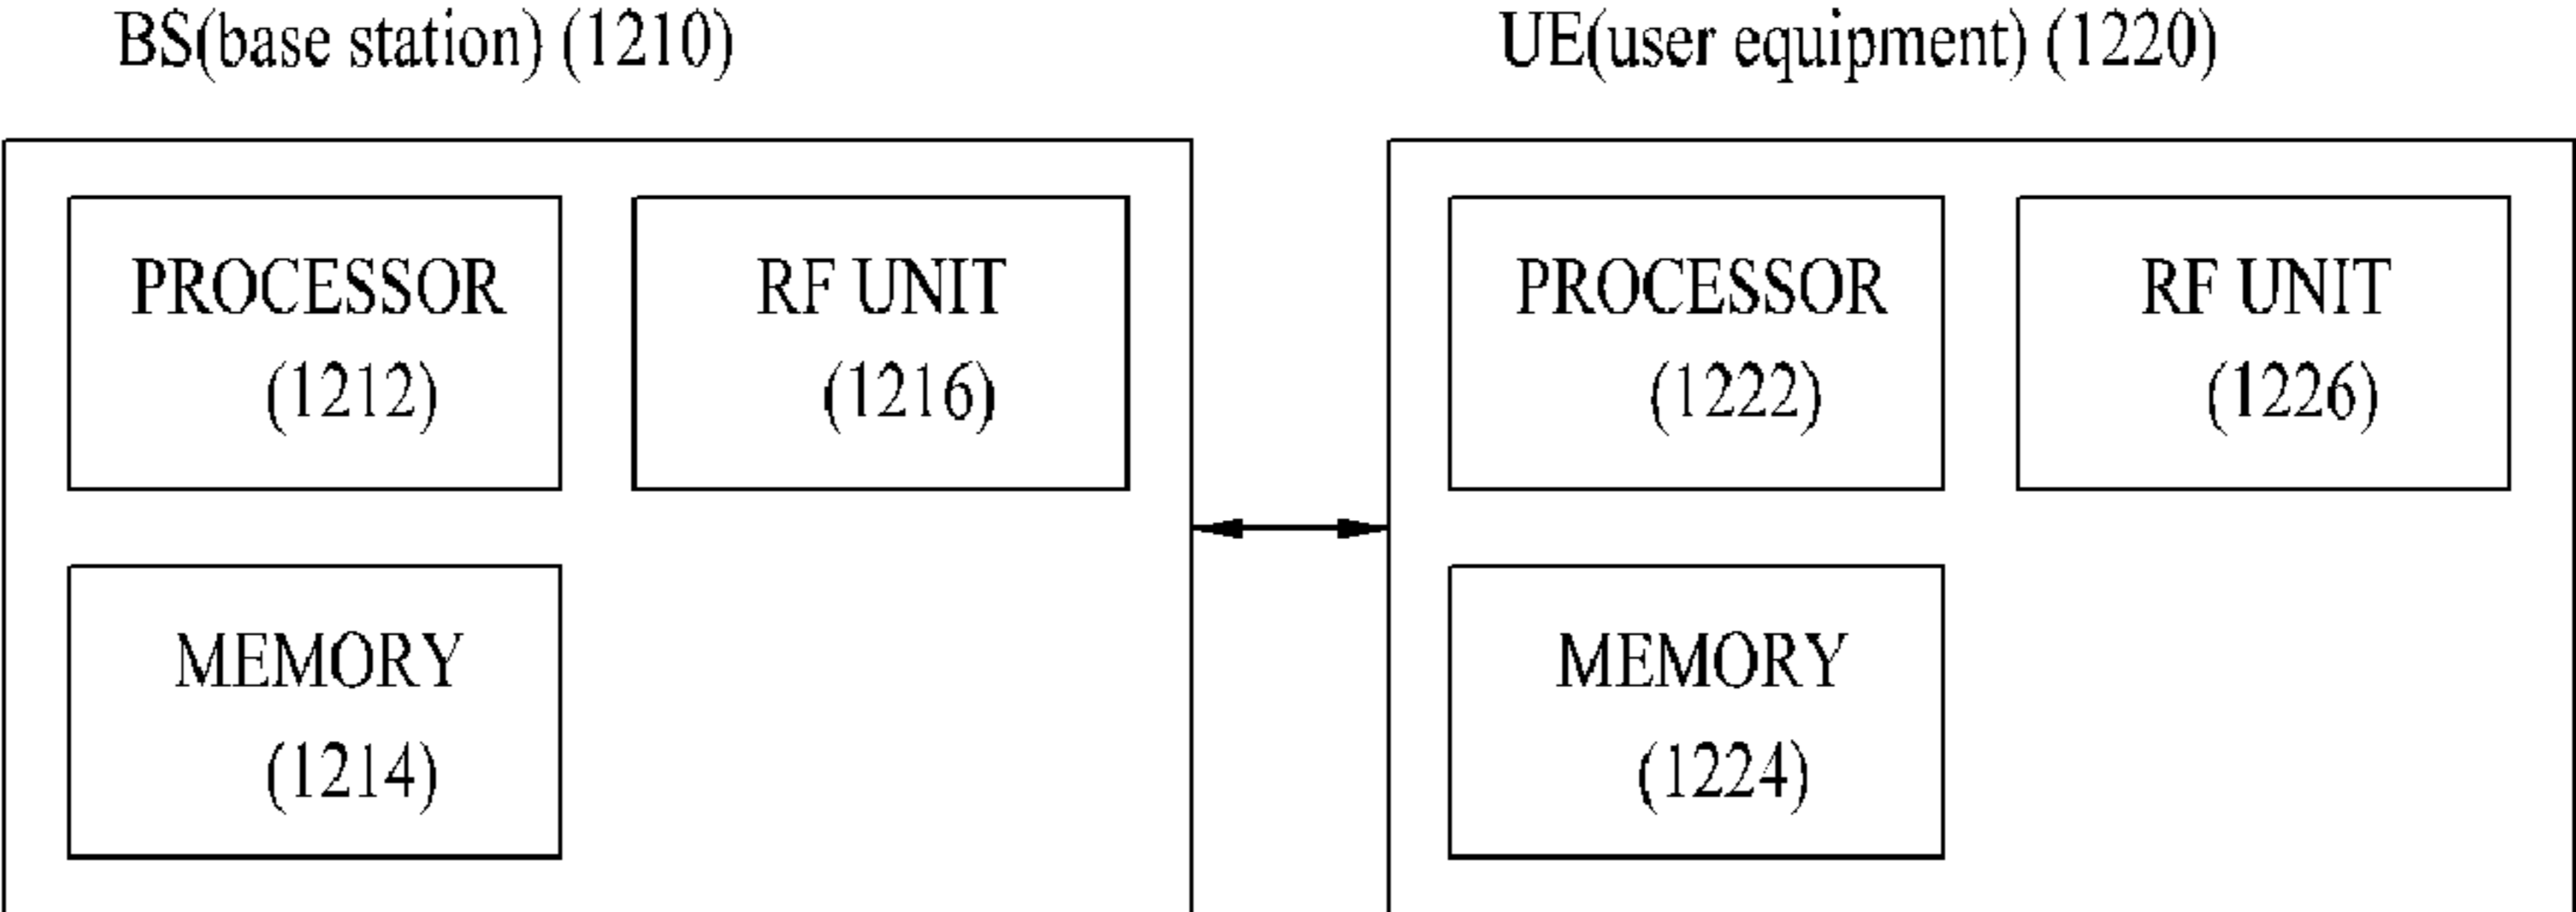 BS(base station) (1210)
UE(user equipment) (1220)
PROCESSOR
(1212)
RF UNIT
(1216)
MEMORY
(1214)
PROCESSOR
(1222)
RF UNIT
(1226)
MEMORY
(1224)